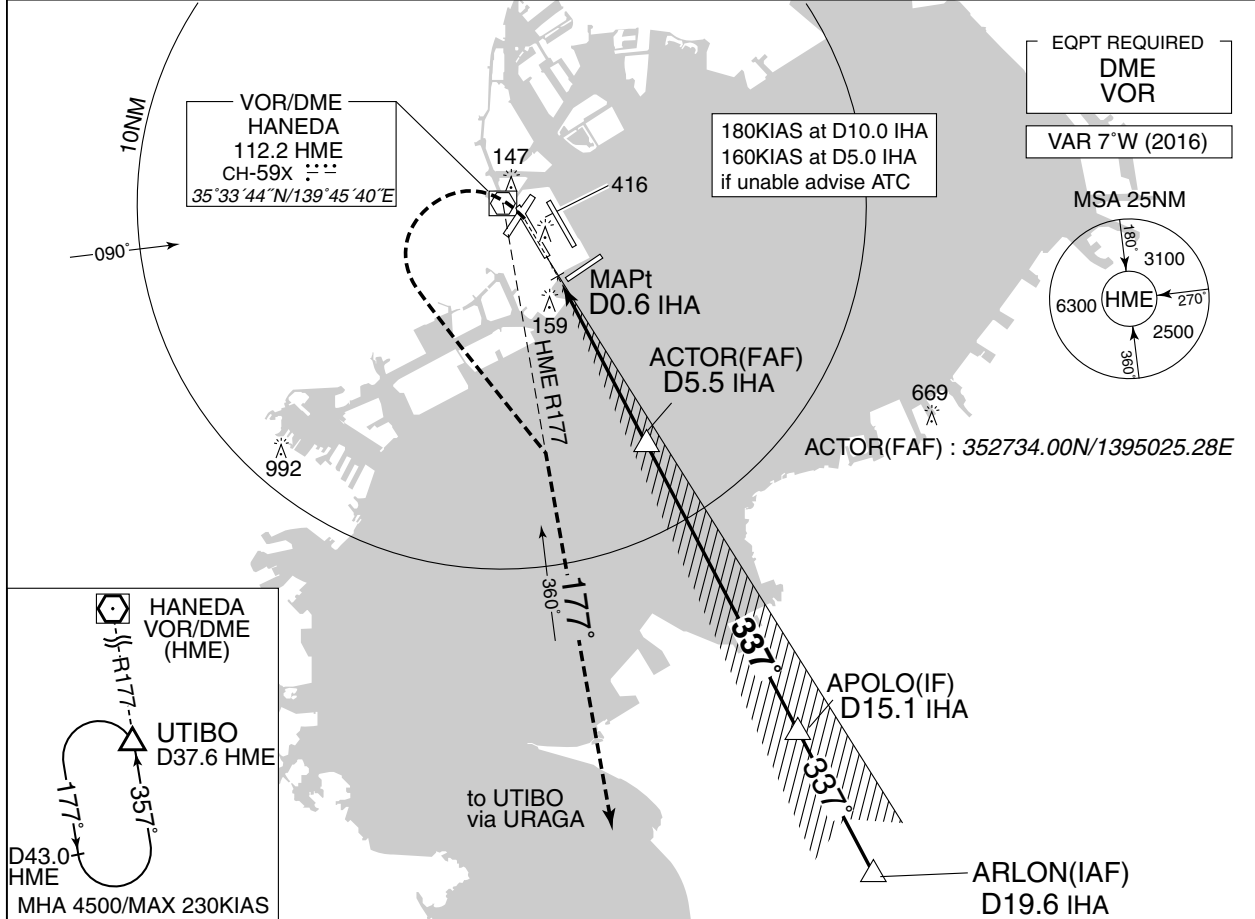 10NM
VOR/DME
HANEDA
112.2 HME
CH-59X
35°33´44˝N/139°45´40˝E
EQPT REQUIRED
DME
VOR
VAR 7°W (2016)
180KIAS at D10.0 IHA
160KIAS at D5.0 IHA
if unable advise ATC
147
416
MSA 25NM
180°
3100
6300
HME
270°
2500
360°
090°
MAPt
D0.6 IHA
159
HME R177
ACTOR(FAF)
D5.5 IHA
669
ACTOR(FAF) : 352734.00N/1395025.28E
992
360°
177°
337°
APOLO(IF)
D15.1 IHA
337°
to UTIBO
via URAGA
ARLON(IAF)
D19.6 IHA
HANEDA
VOR/DME
(HME)
R177
UTIBO
D37.6 HME
177°
357°
D43.0
HME
MHA 4500/MAX 230KIAS